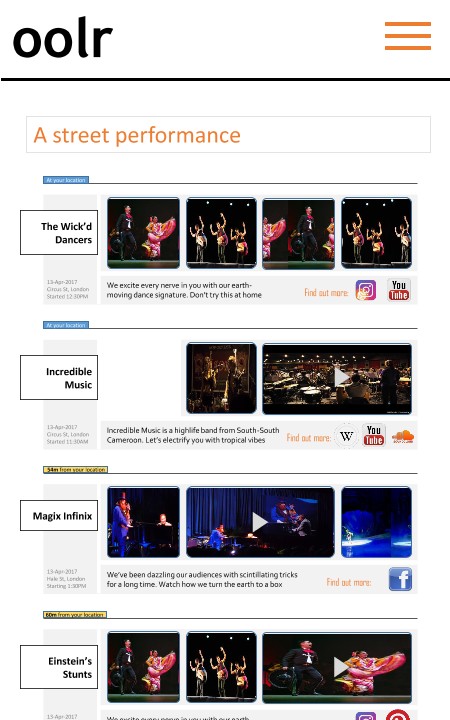 oolr
A street performance
At your location
The Wick'd
Dancers
13-Apr-2017
Circus St, London
Started 12:30PM
We excite every nerve in you with our earth-
moving dance signature. Don't try this at home
Find out more:
You
Tube
At your location
Incredible
Music
13-Apr-2017
Circus St, London
Started 11:30AM
Incredible Music is a highlife band from South-South
Cameroon. Let's electrify you with tropical vibes
Find out more:
W
You
Tube
54m from your location
Magix Infinix
13-Apr-2017
Hale St, London
Starting 1:30PM
We've been dazzling our audiences with scintillating tricks
for a long time. Watch how we turn the earth to a box
Find out more:
f
60m from your location
Einstein's
Stunts
13-Apr-2017
We excite every nerve in you with our earth-